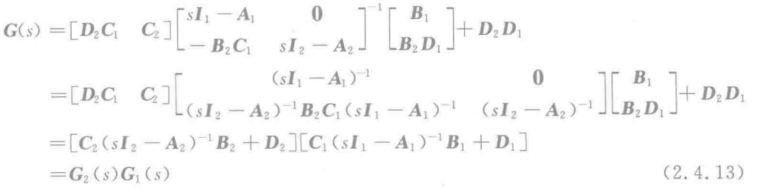 G(s) = [D₂C₁ C₂] [sI₁ − A₁ 0; −B₂C₁ sI₂ − A₂]⁻¹ [B₁; B₂D₁] + D₂D₁
= [D₂C₁ C₂] [(sI₁ − A₁)⁻¹ 0; (sI₂ − A₂)⁻¹B₂C₁(sI₁ − A₁)⁻¹ (sI₂ − A₂)⁻¹] [B₁; B₂D₁] + D₂D₁
= [C₂(sI₂ − A₂)⁻¹B₂ + D₂][C₁(sI₁ − A₁)⁻¹B₁ + D₁]
= G₂(s)G₁(s) (2.4.13)